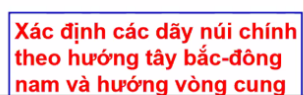 Xác định các dãy núi chính
theo hướng tây bắc-đông
nam và hướng vòng cung